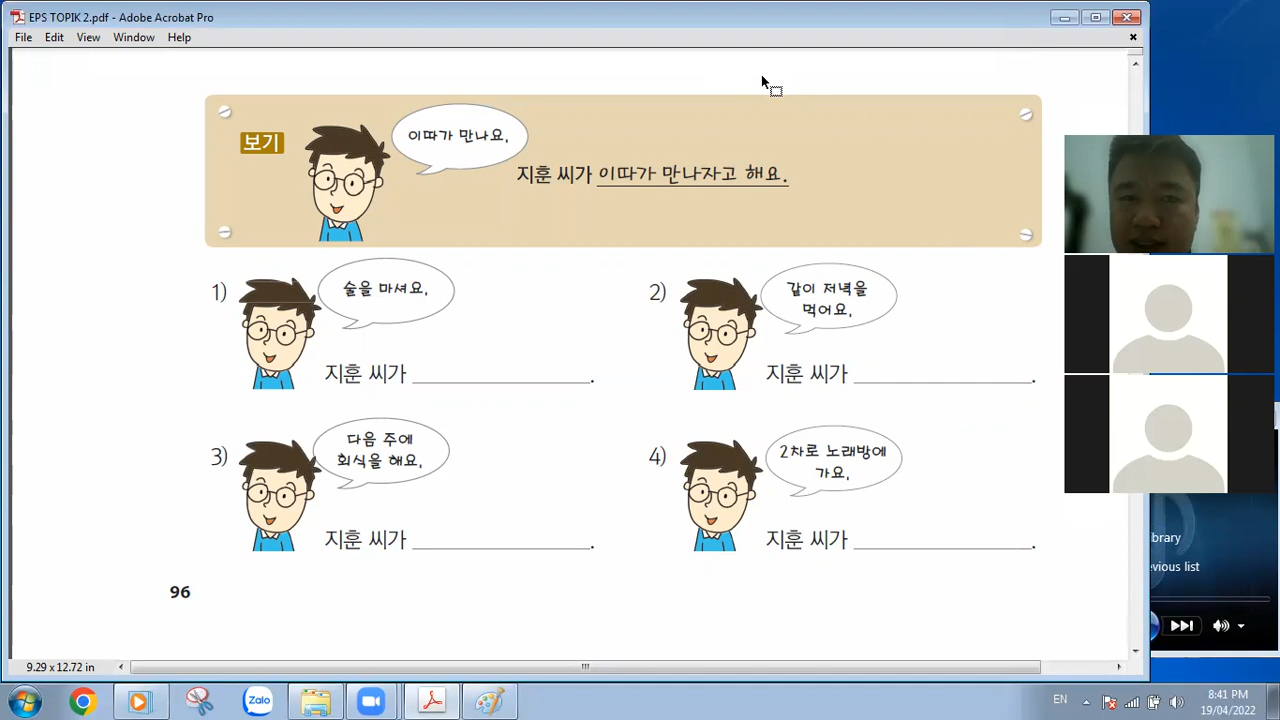 EPS TOPIK 2.pdf - Adobe Acrobat Pro
File Edit View Window Help
보기
이따가 만나요.
지훈 씨가 이따가 만나자고 해요.
1)
술을 마셔요.
지훈 씨가 .
2)
같이 저녁을
먹어요.
지훈 씨가 .
3)
다음 주에
회식을 해요.
지훈 씨가 .
4)
2차로 노래방에
가요.
지훈 씨가 .
96
9.29 x 12.72 in
evious list
Zalo
EN
8:41 PM
19/04/2022